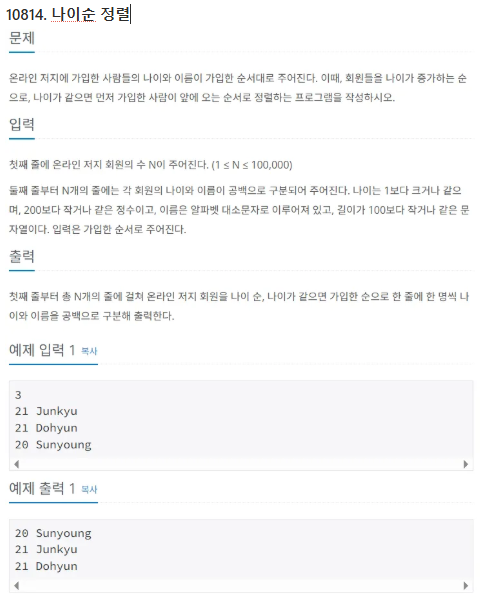 10814. 나이순 정렬
문제
온라인 저지에 가입한 사람들의 나이와 이름이 가입한 순서대로 주어진다. 이때, 회원들을 나이가 증가하는 순
으로, 나이가 같으면 먼저 가입한 사람이 앞에 오는 순서로 정렬하는 프로그램을 작성하시오.
입력
첫째 줄에 온라인 저지 회원의 수 N이 주어진다. (1 ≤ N ≤ 100,000)
둘째 줄부터 N개의 줄에는 각 회원의 나이와 이름이 공백으로 구분되어 주어진다. 나이는 1보다 크거나 같으
며, 200보다 작거나 같은 정수이고, 이름은 알파벳 대소문자로 이루어져 있고, 길이가 100보다 작거나 같은 문
자열이다. 입력은 가입한 순서로 주어진다.
출력
첫째 줄부터 총 N개의 줄에 걸쳐 온라인 저지 회원을 나이 순, 나이가 같으면 가입한 순으로 한 줄에 한 명씩 나
이와 이름을 공백으로 구분해 출력한다.
예제 입력 1 복사
3
21 Junkyu
21 Dohyun
20 Sunyoung
예제 출력 1 복사
20 Sunyoung
21 Junkyu
21 Dohyun